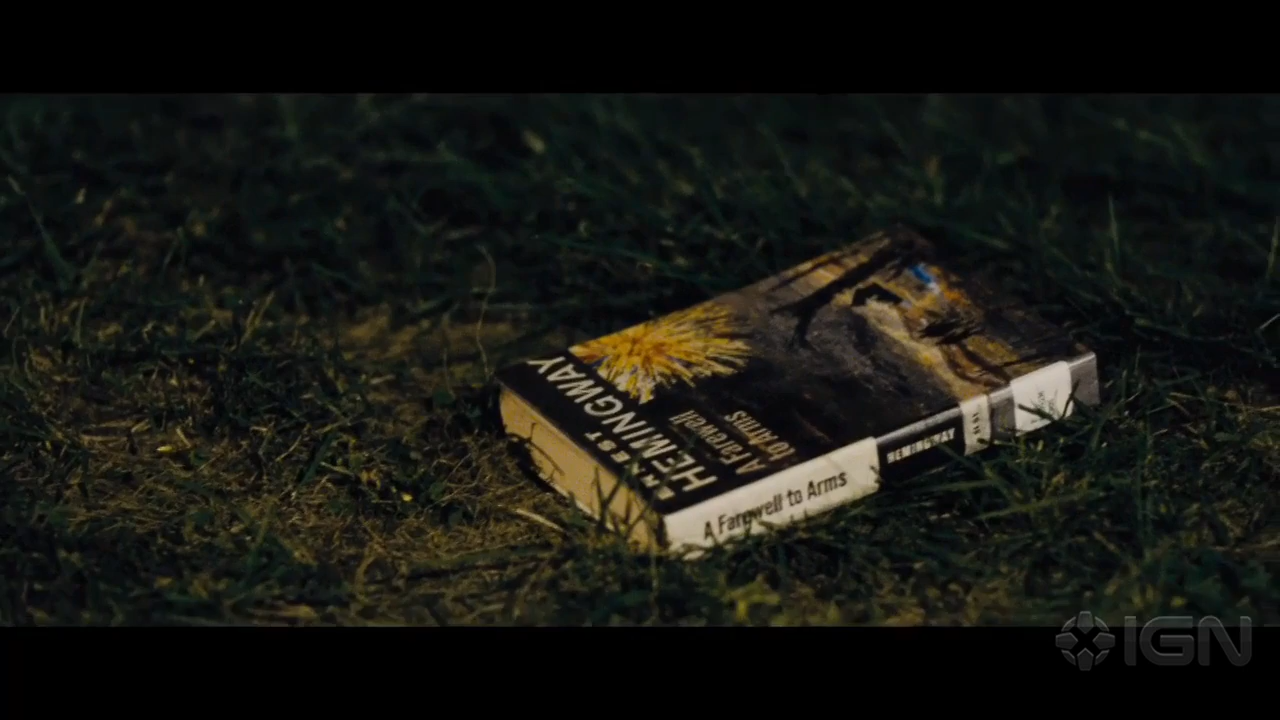 ERNEST
HEMINGWAY
A Farewell
to Arms
A Farewell to Arms
HEMINGWAY
IGN